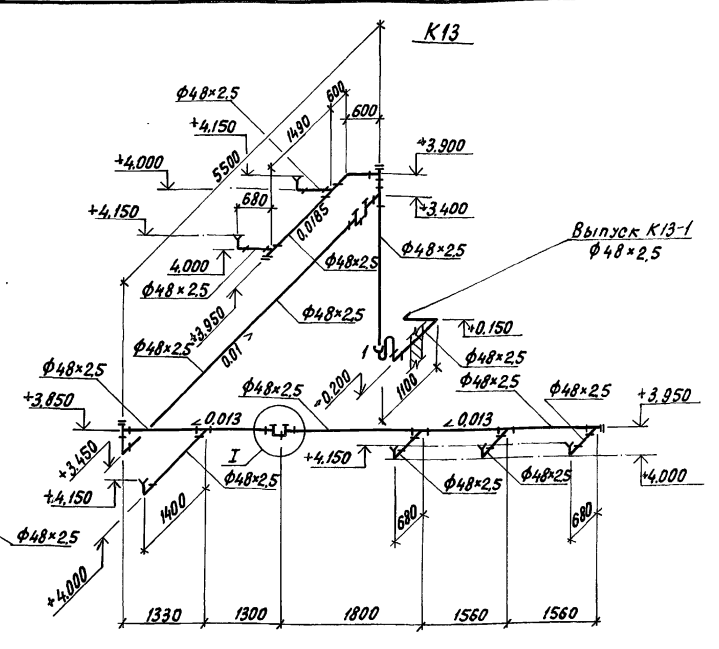 К13
Ф48×2,5
600
600
+4.150
1490
+3.900
+4.000
5500
680
+3.400
+4.150
0.0185
Выпуск К13-1
Ф48×2,5
4.000
Ф48×2,5
Ф48×2,5
Ф48×2,5
Ф48×2,5
+3.950
+0.150
Ф48×2,5
Ф48×2,5
0.01
1
1100
Ф48×2,5
Ф48×2,5
Ф48×2,5
0.200
+3.850
0.013
0.013
+3.950
+3.450
I
+4.150
+4.150
Ф48×2,5
Ф48×2,5
Ф48×2,5
+4.000
1400
680
680
Ф48×2,5
+4.000
1330
1300
1800
1560
1560